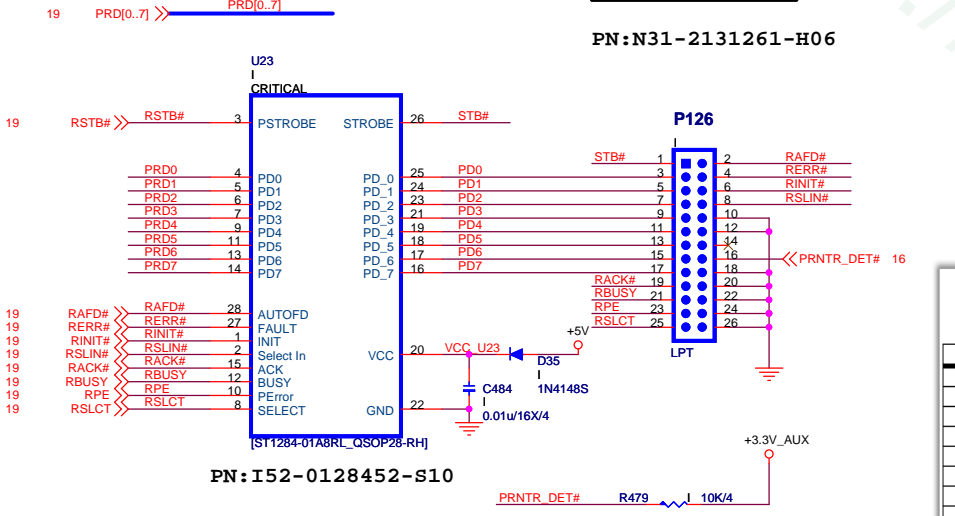 PRD[0..7]
19 PRD[0..7]
PN:N31-2131261-H06
U23
I
CRITICAL
19 RSTB# RSTB# 3 PSTROBE STROBE 26 STB#
PRD0 4 PD0 PD_0 25 PD0
PRD1 5 PD1 PD_1 24 PD1
PRD2 6 PD2 PD_2 23 PD2
PRD3 7 PD3 PD_3 21 PD3
PRD4 9 PD4 PD_4 19 PD4
PRD5 11 PD5 PD_5 18 PD5
PRD6 13 PD6 PD_6 17 PD6
PRD7 14 PD7 PD_7 16 PD7
19 RAFD# RAFD# 28 AUTOFD
19 RERR# RERR# 27 FAULT
19 RINIT# RINIT# 1 INIT
19 RSLIN# RSLIN# 2 Select In
19 RACK# RACK# 15 ACK
19 RBUSY RBUSY 12 BUSY
19 RPE RPE 10 PError
19 RSLCT RSLCT 8 SELECT
VCC 20 VCC_U23
GND 22
[ST1284-01A8RL_QSOP28-RH]
PN:I52-0128452-S10
+5V
D35
I
1N4148S
C484
I
0.01u/16X/4
P126
I
STB# 1 2 RAFD#
3 4 RERR#
5 6 RINIT#
7 8 RSLIN#
9 10
11 12
13 14
15 16 PRNTR_DET# 16
17 18
RACK# 19 20
RBUSY 21 22
RPE 23 24
RSLCT 25 26
LPT
+3.3V_AUX
PRNTR_DET# R479 I 10K/4